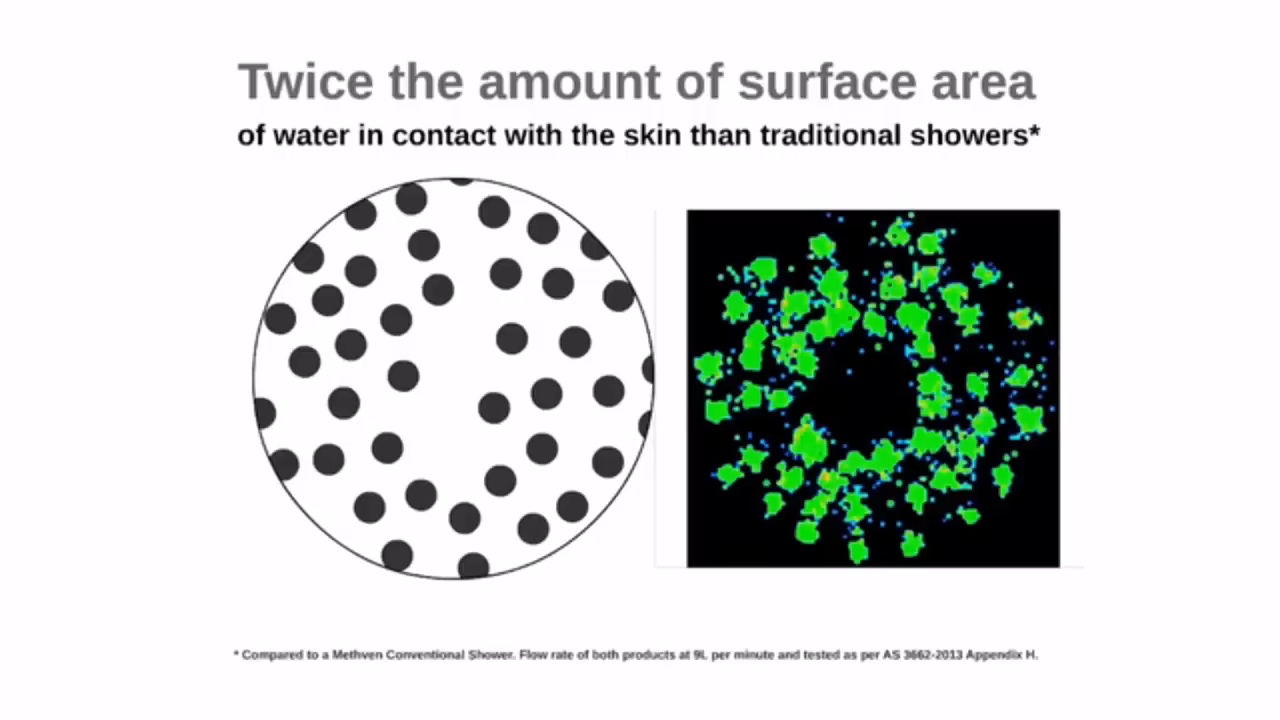 Twice the amount of surface area
of water in contact with the skin than traditional showers*
* Compared to a Methven Conventional Shower. Flow rate of both products at 9L per minute and tested as per AS 3662-2013 Appendix H.